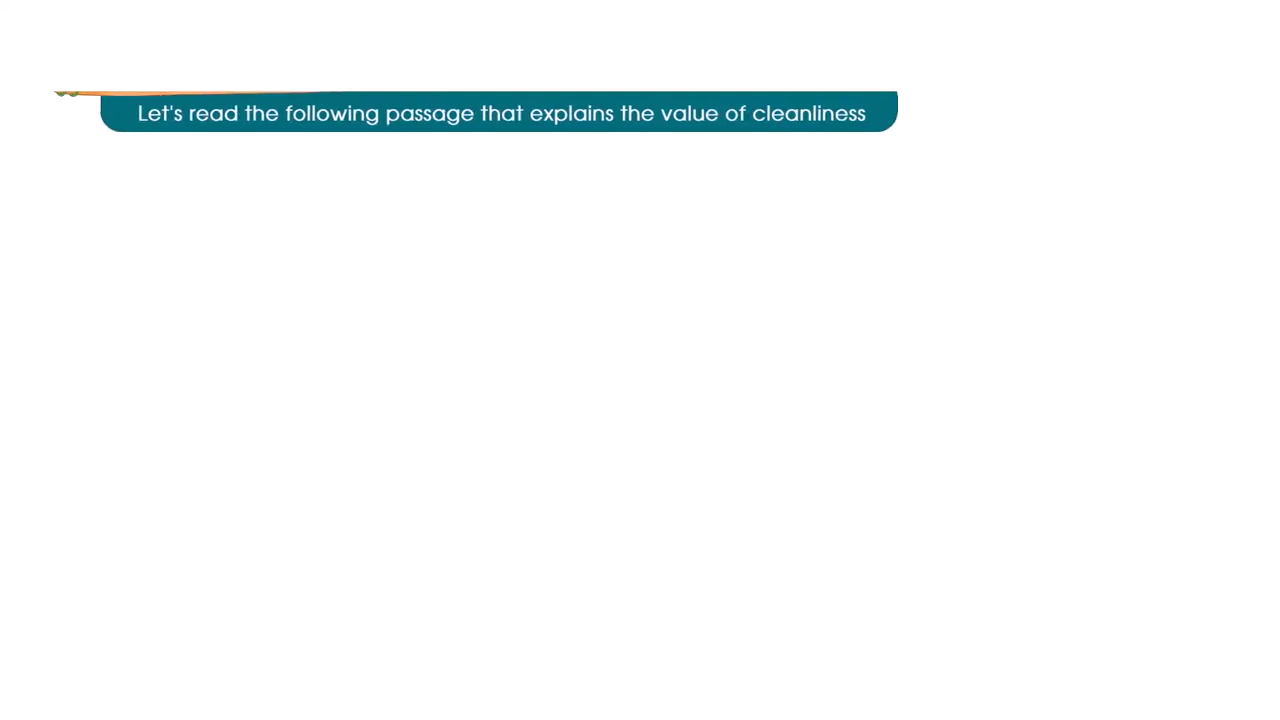 Let's read the following passage that explains the value of cleanliness